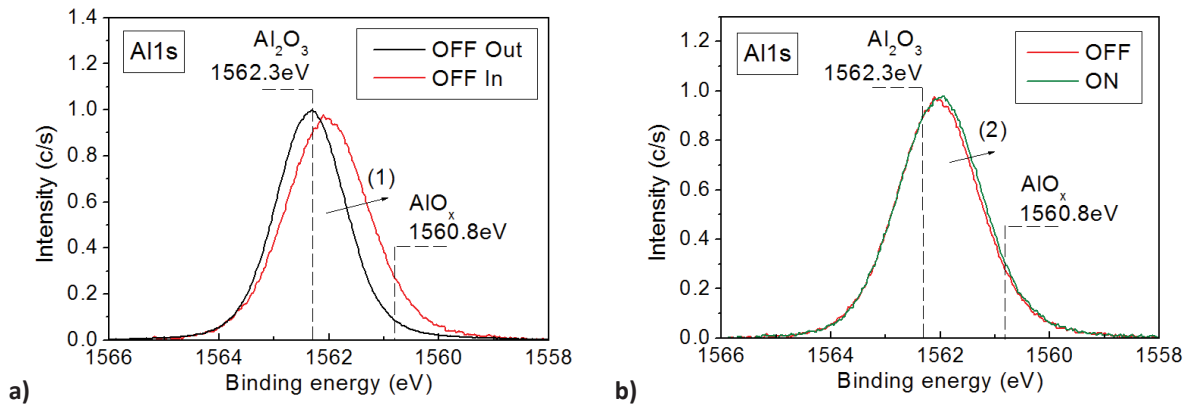 Al1s
Al₂O₃
1562.3eV
OFF Out
OFF In
(1)
AlOₓ
1560.8eV
Intensity (c/s)
1.4
1.2
1.0
0.8
0.6
0.4
0.2
0.0
1566 1564 1562 1560 1558
Binding energy (eV)
a)
Al1s
Al₂O₃
1562.3eV
OFF
ON
(2)
AlOₓ
1560.8eV
Intensity (c/s)
1.2
1.0
0.8
0.6
0.4
0.2
0.0
1566 1564 1562 1560 1558
Binding energy (eV)
b)